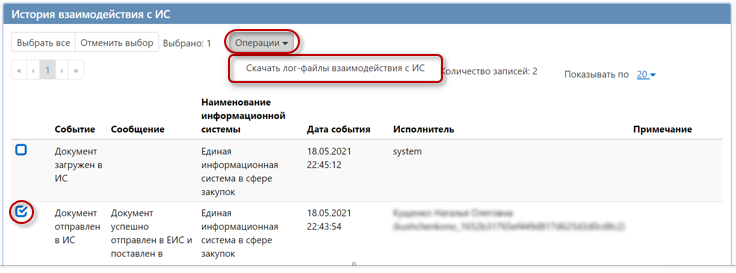 История взаимодействия с ИС
Выбрать все Отменить выбор Выбрано: 1 Операции
Скачать лог-файлы взаимодействия с ИС
« ‹ 1 › » Количество записей: 2 Показывать по 20
Событие Сообщение Наименование информационной системы Дата события Исполнитель Примечание
Документ загружен в ИС
Единая информационная система в сфере закупок
18.05.2021
22:45:12
system
Документ отправлен в ИС
Документ успешно отправлен в ЕИС и поставлен в
Единая информационная система в сфере закупок
18.05.2021
22:43:54